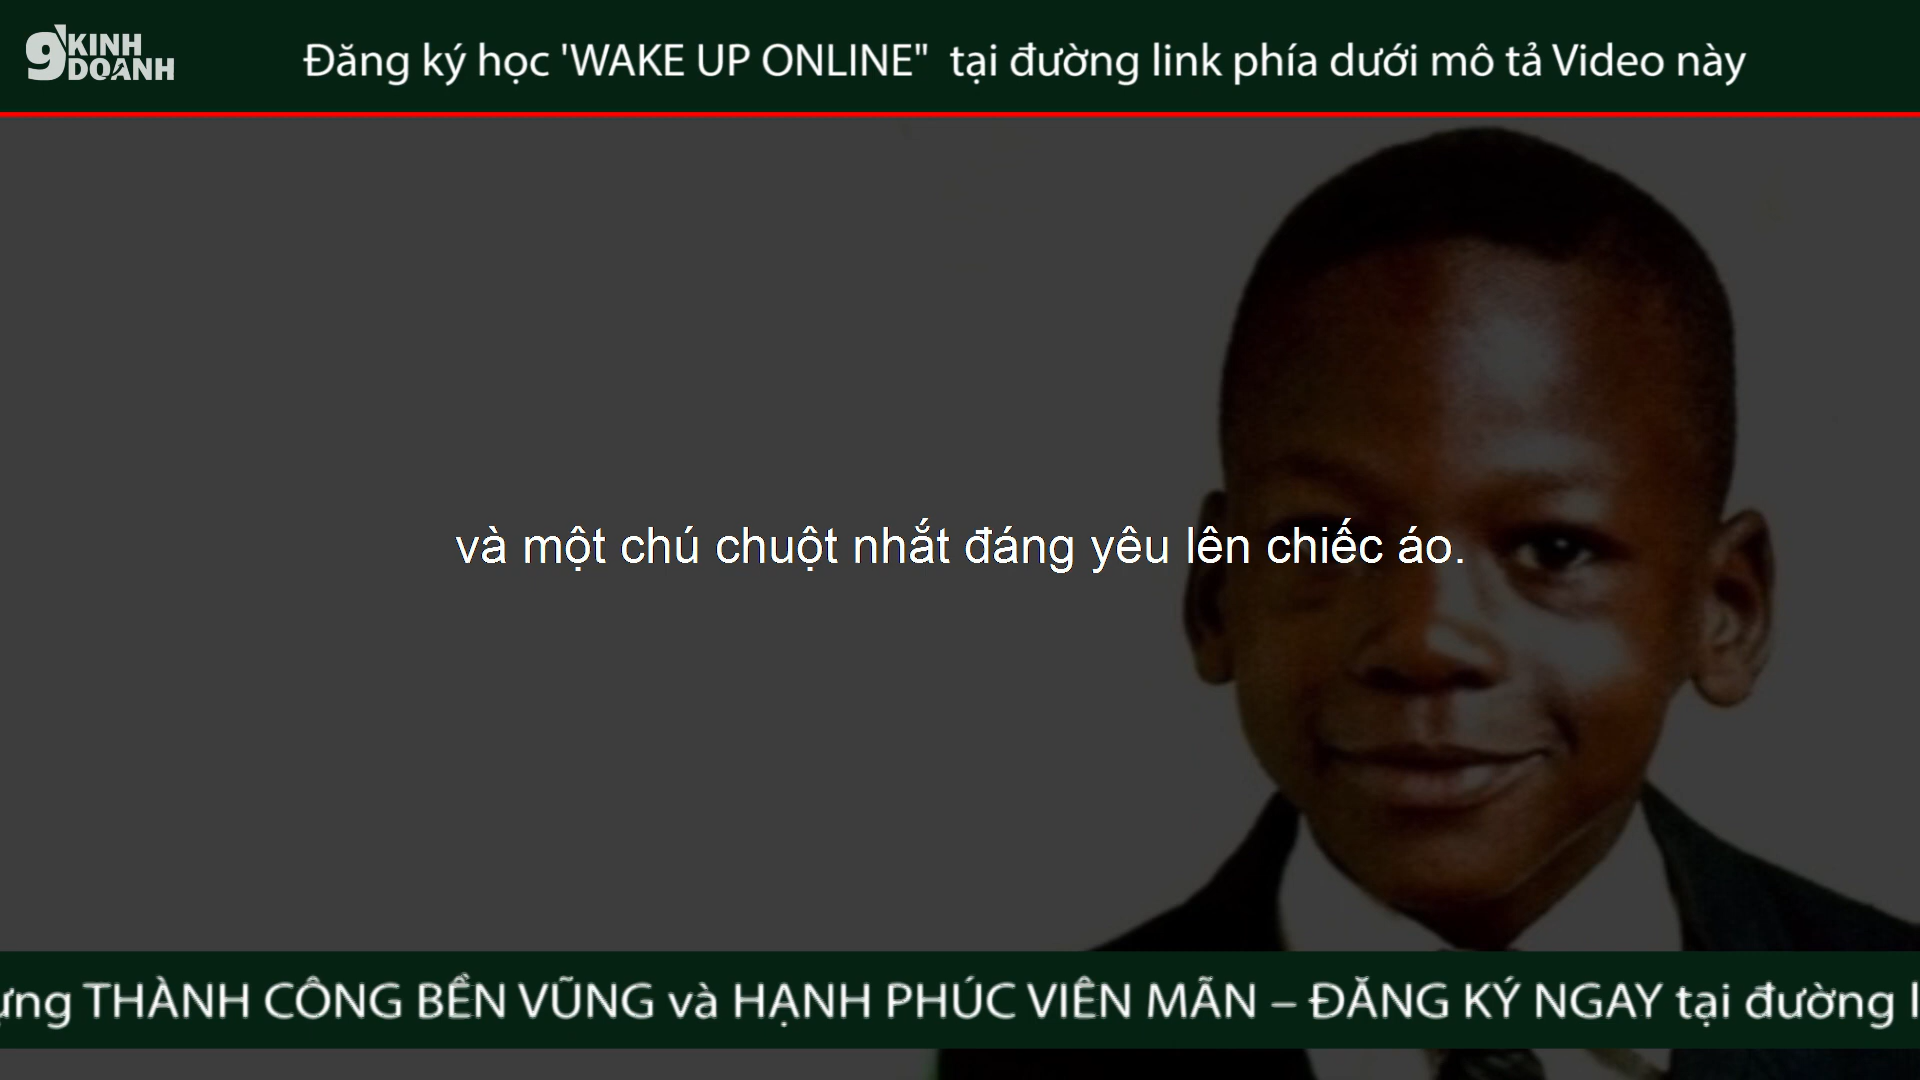 9 KINH
DOANH
Đăng ký học 'WAKE UP ONLINE" tại đường link phía dưới mô tả Video này
và một chú chuột nhắt đáng yêu lên chiếc áo.
THÀNH CÔNG BỀN VỮNG và HẠNH PHÚC VIÊN MÃN – ĐĂNG KÝ NGAY tại đường